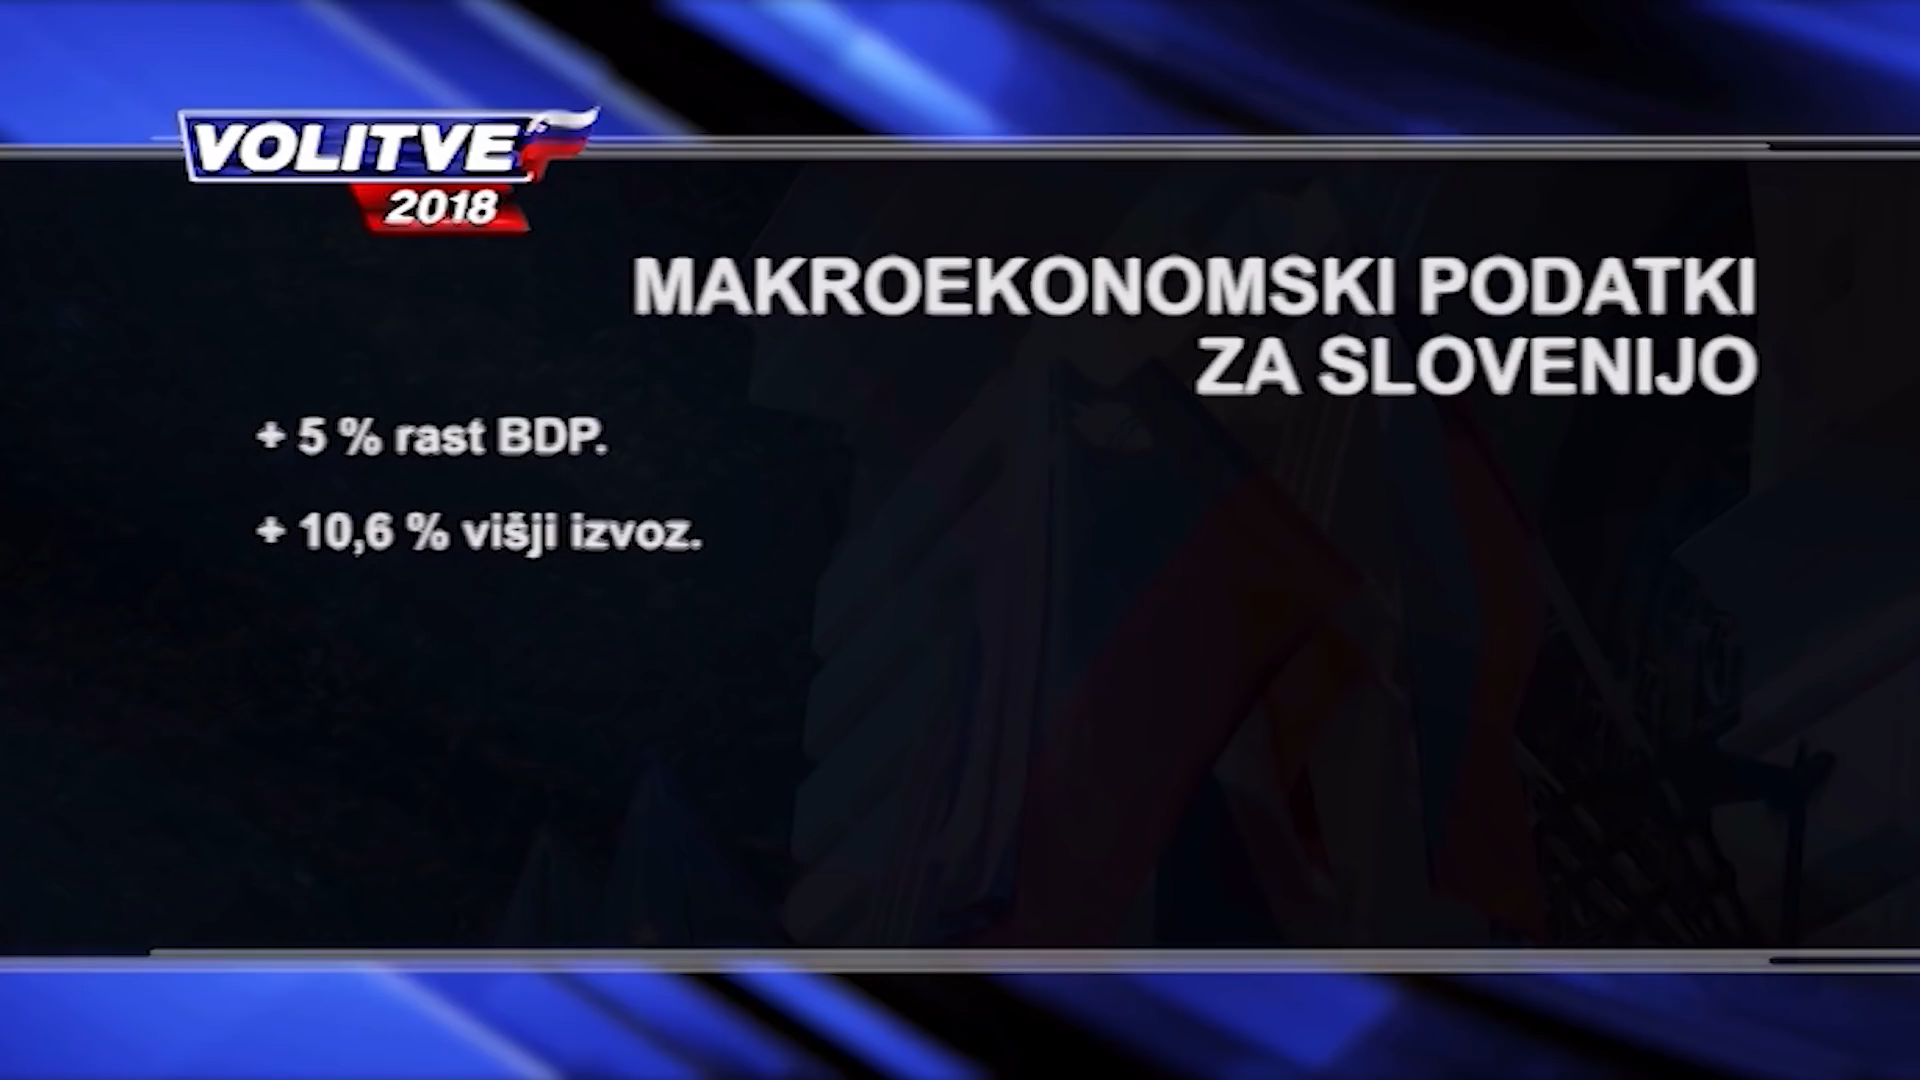 VOLITVE
2018
MAKROEKONOMSKI PODATKI
ZA SLOVENIJO
+ 5 % rast BDP.
+ 10,6 % višji izvoz.